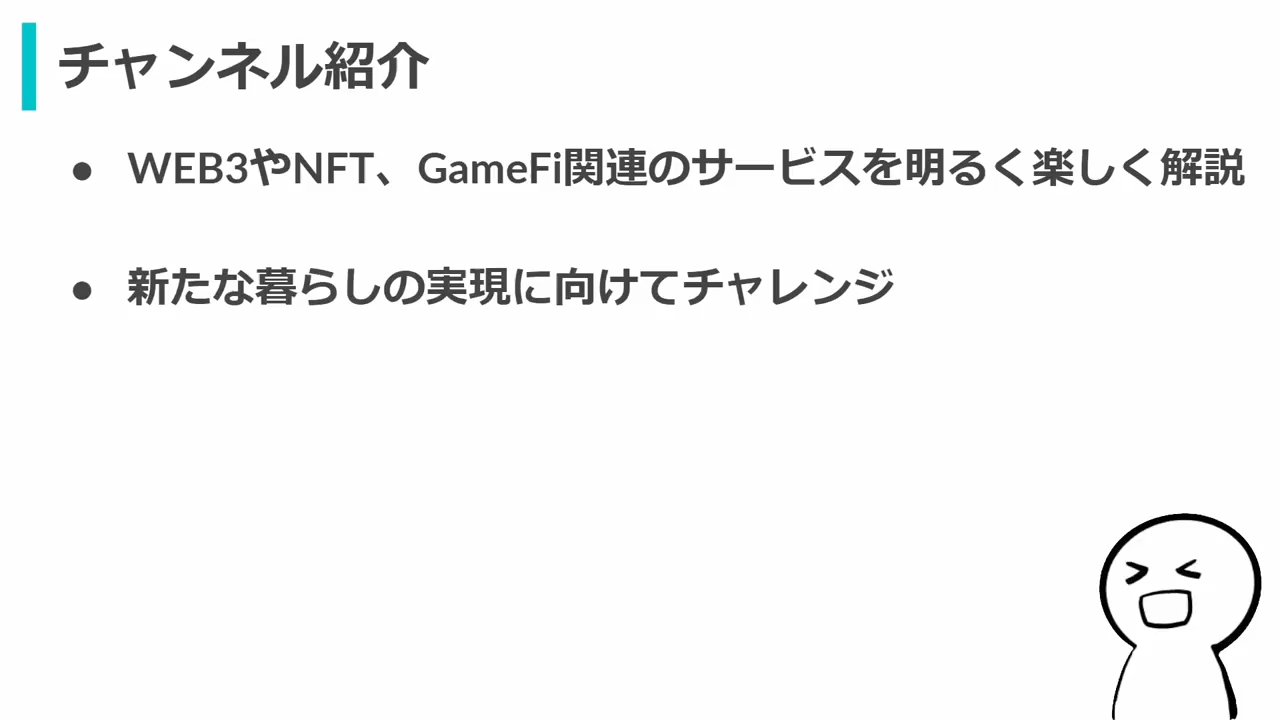 チャンネル紹介
● WEB3やNFT、GameFi関連のサービスを明るく楽しく解説
● 新たな暮らしの実現に向けてチャレンジ